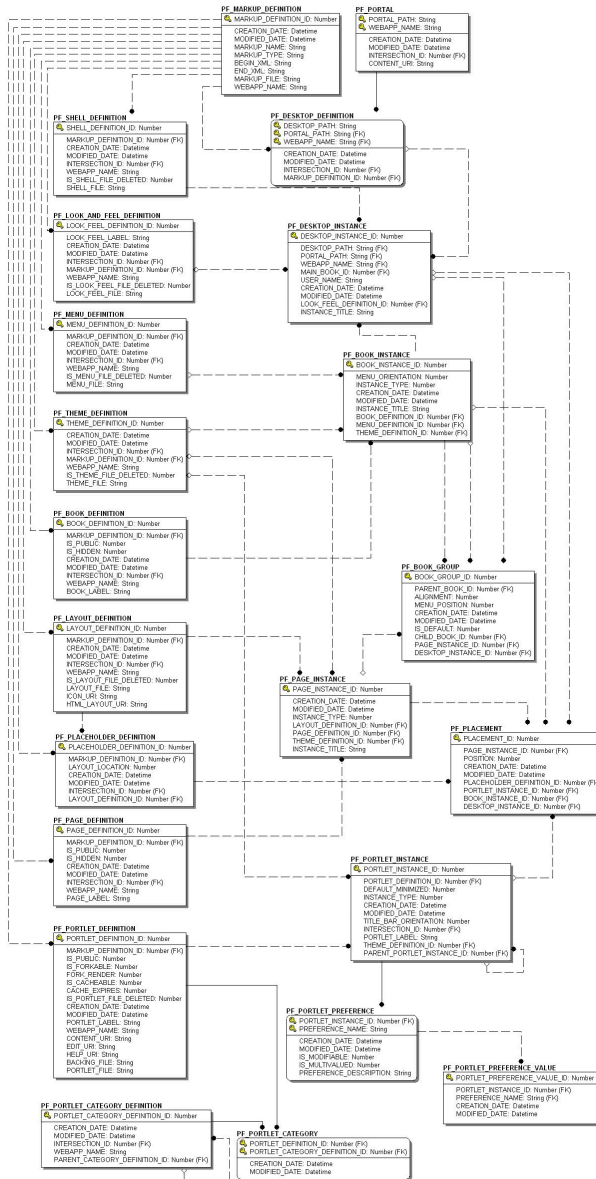 PF_MARKUP_DEFINITION
MARKUP_DEFINITION_ID: Number
CREATION_DATE: Datetime
MODIFIED_DATE: Datetime
MARKUP_NAME: String
MARKUP_TYPE: String
BEGIN_XML: String
END_XML: String
MARKUP_FILE: String
WEBAPP_NAME: String
PF_PORTAL
PORTAL_PATH: String
WEBAPP_NAME: String
CREATION_DATE: Datetime
MODIFIED_DATE: Datetime
INTERSECTION_ID: Number (FK)
CONTENT_URI: String
PF_SHELL_DEFINITION
SHELL_DEFINITION_ID: Number
MARKUP_DEFINITION_ID: Number (FK)
CREATION_DATE: Datetime
MODIFIED_DATE: Datetime
INTERSECTION_ID: Number (FK)
WEBAPP_NAME: String
IS_SHELL_FILE_DELETED: Number
SHELL_FILE: String
PF_DESKTOP_DEFINITION
DESKTOP_PATH: String
PORTAL_PATH: String (FK)
WEBAPP_NAME: String (FK)
CREATION_DATE: Datetime
MODIFIED_DATE: Datetime
INTERSECTION_ID: Number (FK)
MARKUP_DEFINITION_ID: Number (FK)
PF_LOOK_AND_FEEL_DEFINITION
LOOK_FEEL_DEFINITION_ID: Number
LOOK_FEEL_LABEL: String
CREATION_DATE: Datetime
MODIFIED_DATE: Datetime
INTERSECTION_ID: Number (FK)
MARKUP_DEFINITION_ID: Number (FK)
WEBAPP_NAME: String
IS_LOOK_FEEL_FILE_DELETED: Number
LOOK_FEEL_FILE: String
PF_DESKTOP_INSTANCE
DESKTOP_INSTANCE_ID: Number
DESKTOP_PATH: String (FK)
PORTAL_PATH: String (FK)
WEBAPP_NAME: String (FK)
MAIN_BOOK_ID: Number (FK)
USER_NAME: String
CREATION_DATE: Datetime
MODIFIED_DATE: Datetime
LOOK_FEEL_DEFINITION_ID: Number (FK)
INSTANCE_TITLE: String
PF_MENU_DEFINITION
MENU_DEFINITION_ID: Number
MARKUP_DEFINITION_ID: Number (FK)
CREATION_DATE: Datetime
MODIFIED_DATE: Datetime
INTERSECTION_ID: Number (FK)
WEBAPP_NAME: String
IS_MENU_FILE_DELETED: Number
MENU_FILE: String
PF_BOOK_INSTANCE
BOOK_INSTANCE_ID: Number
MENU_ORIENTATION: Number
INSTANCE_TYPE: Number
CREATION_DATE: Datetime
MODIFIED_DATE: Datetime
INSTANCE_TITLE: String
BOOK_DEFINITION_ID: Number (FK)
MENU_DEFINITION_ID: Number (FK)
THEME_DEFINITION_ID: Number (FK)
PF_THEME_DEFINITION
THEME_DEFINITION_ID: Number
CREATION_DATE: Datetime
MODIFIED_DATE: Datetime
INTERSECTION_ID: Number (FK)
MARKUP_DEFINITION_ID: Number (FK)
WEBAPP_NAME: String
IS_THEME_FILE_DELETED: Number
THEME_FILE: String
PF_BOOK_DEFINITION
BOOK_DEFINITION_ID: Number
MARKUP_DEFINITION_ID: Number (FK)
IS_PUBLIC: Number
IS_HIDDEN: Number
CREATION_DATE: Datetime
MODIFIED_DATE: Datetime
INTERSECTION_ID: Number (FK)
WEBAPP_NAME: String
BOOK_LABEL: String
PF_BOOK_GROUP
BOOK_GROUP_ID: Number
PARENT_BOOK_ID: Number (FK)
ALIGNMENT: Number
MENU_POSITION: Number
CREATION_DATE: Datetime
MODIFIED_DATE: Datetime
IS_DEFAULT: Number
CHILD_BOOK_ID: Number (FK)
PAGE_INSTANCE_ID: Number (FK)
DESKTOP_INSTANCE_ID: Number (FK)
PF_LAYOUT_DEFINITION
LAYOUT_DEFINITION_ID: Number
MARKUP_DEFINITION_ID: Number (FK)
CREATION_DATE: Datetime
MODIFIED_DATE: Datetime
INTERSECTION_ID: Number (FK)
WEBAPP_NAME: String
IS_LAYOUT_FILE_DELETED: Number
LAYOUT_FILE: String
ICON_URI: String
HTML_LAYOUT_URI: String
PF_PAGE_INSTANCE
PAGE_INSTANCE_ID: Number
CREATION_DATE: Datetime
MODIFIED_DATE: Datetime
INSTANCE_TYPE: Number
LAYOUT_DEFINITION_ID: Number (FK)
PAGE_DEFINITION_ID: Number (FK)
THEME_DEFINITION_ID: Number (FK)
INSTANCE_TITLE: String
PF_PLACEMENT
PLACEMENT_ID: Number
PAGE_INSTANCE_ID: Number (FK)
POSITION: Number
CREATION_DATE: Datetime
MODIFIED_DATE: Datetime
PLACEHOLDER_DEFINITION_ID: Number (FK)
PORTLET_INSTANCE_ID: Number (FK)
BOOK_INSTANCE_ID: Number (FK)
DESKTOP_INSTANCE_ID: Number (FK)
PF_PLACEHOLDER_DEFINITION
PLACEHOLDER_DEFINITION_ID: Number
MARKUP_DEFINITION_ID: Number (FK)
LAYOUT_LOCATION: Number
CREATION_DATE: Datetime
MODIFIED_DATE: Datetime
INTERSECTION_ID: Number (FK)
LAYOUT_DEFINITION_ID: Number (FK)
PF_PAGE_DEFINITION
PAGE_DEFINITION_ID: Number
MARKUP_DEFINITION_ID: Number (FK)
IS_PUBLIC: Number
IS_HIDDEN: Number
CREATION_DATE: Datetime
MODIFIED_DATE: Datetime
INTERSECTION_ID: Number (FK)
WEBAPP_NAME: String
PAGE_LABEL: String
PF_PORTLET_INSTANCE
PORTLET_INSTANCE_ID: Number
PORTLET_DEFINITION_ID: Number (FK)
DEFAULT_MINIMIZED: Number
INSTANCE_TYPE: Number
CREATION_DATE: Datetime
MODIFIED_DATE: Datetime
TITLE_BAR_ORIENTATION: Number
INTERSECTION_ID: Number (FK)
PORTLET_LABEL: String
THEME_DEFINITION_ID: Number (FK)
PARENT_PORTLET_INSTANCE_ID: Number (FK)
PF_PORTLET_DEFINITION
PORTLET_DEFINITION_ID: Number
MARKUP_DEFINITION_ID: Number (FK)
IS_PUBLIC: Number
IS_FORKABLE: Number
FORK_RENDER: Number
IS_CACHEABLE: Number
CACHE_EXPIRES: Number
IS_PORTLET_FILE_DELETED: Number
CREATION_DATE: Datetime
MODIFIED_DATE: Datetime
PORTLET_LABEL: String
WEBAPP_NAME: String
CONTENT_URI: String
EDIT_URI: String
HELP_URI: String
BACKING_FILE: String
PORTLET_FILE: String
PF_PORTLET_PREFERENCE
PORTLET_INSTANCE_ID: Number (FK)
PREFERENCE_NAME: String
CREATION_DATE: Datetime
MODIFIED_DATE: Datetime
IS_MODIFIABLE: Number
IS_MULTIVALUED: Number
PREFERENCE_DESCRIPTION: String
PF_PORTLET_PREFERENCE_VALUE
PORTLET_PREFERENCE_VALUE_ID: Number
PORTLET_INSTANCE_ID: Number (FK)
PREFERENCE_NAME: String (FK)
CREATION_DATE: Datetime
MODIFIED_DATE: Datetime
PF_PORTLET_CATEGORY_DEFINITION
PORTLET_CATEGORY_DEFINITION_ID: Number
CREATION_DATE: Datetime
MODIFIED_DATE: Datetime
INTERSECTION_ID: Number (FK)
WEBAPP_NAME: String
PARENT_CATEGORY_DEFINITION_ID: Number (FK)
PF_PORTLET_CATEGORY
PORTLET_DEFINITION_ID: Number (FK)
PORTLET_CATEGORY_DEFINITION_ID: Number (FK)
CREATION_DATE: Datetime
MODIFIED_DATE: Datetime